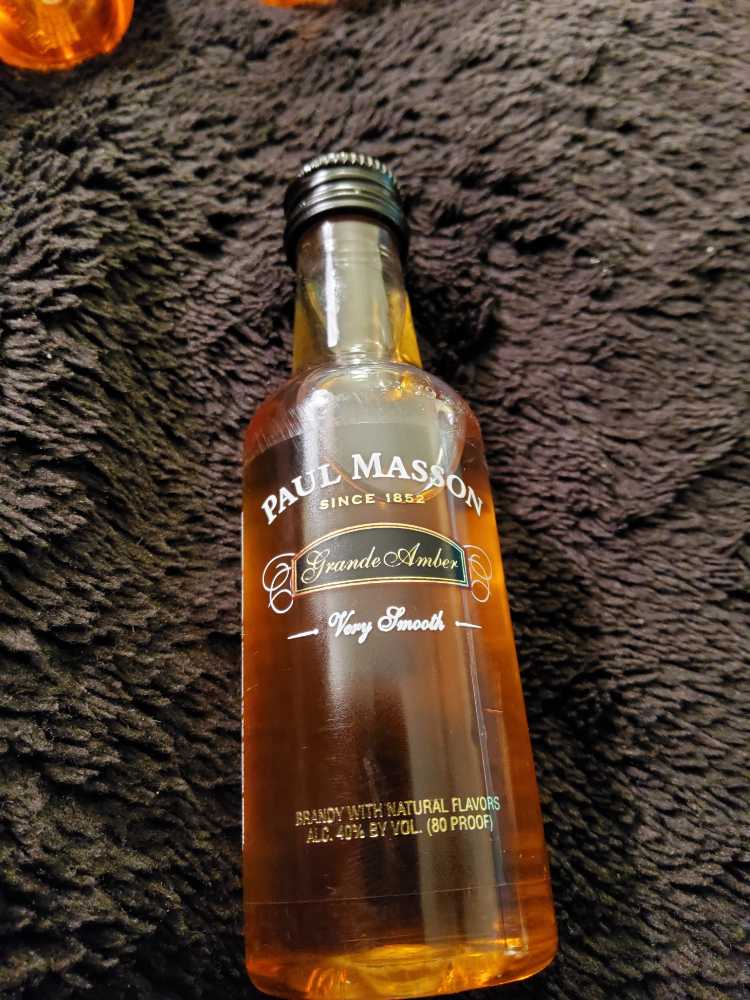 PAUL MASSON
SINCE 1852
Grande Amber
Very Smooth
BRANDY WITH NATURAL FLAVORS
ALC. 40% BY VOL. (80 PROOF)